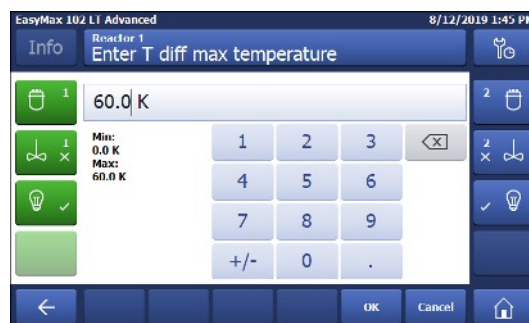 EasyMax 102 LT Advanced 8/12/2019 1:45 P
Info
Reactor 1
Enter T diff max temperature
1
60.0 K
2
1
Min:
0.0 K
Max:
60.0 K
1 2 3
2
4 5 6
7 8 9
+/- 0 .
OK Cancel